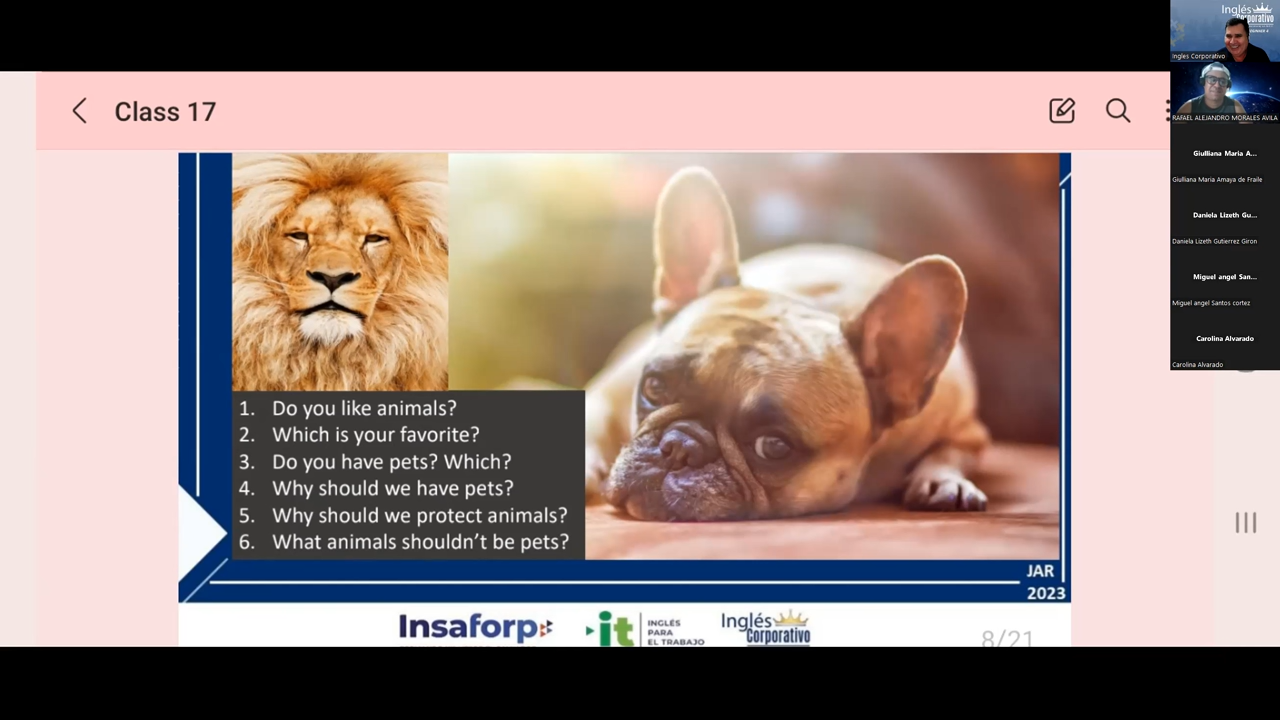 Class 17
1. Do you like animals?
2. Which is your favorite?
3. Do you have pets? Which?
4. Why should we have pets?
5. Why should we protect animals?
6. What animals shouldn't be pets?
JAR
2023
Insaforp
it INGLÉS
PARA
EL TRABAJO
Inglés
Corporativo
8/21
Inglés
Corporativo
Ingles Corporativo
RAFAEL ALEJANDRO MORALES AVILA
Giulliana Maria A...
Giulliana Maria Amaya de Fraile
Daniela Lizeth Gu...
Daniela Lizeth Gutierrez Giron
Miguel angel San...
Miguel angel Santos cortez
Carolina Alvarado
Carolina Alvarado